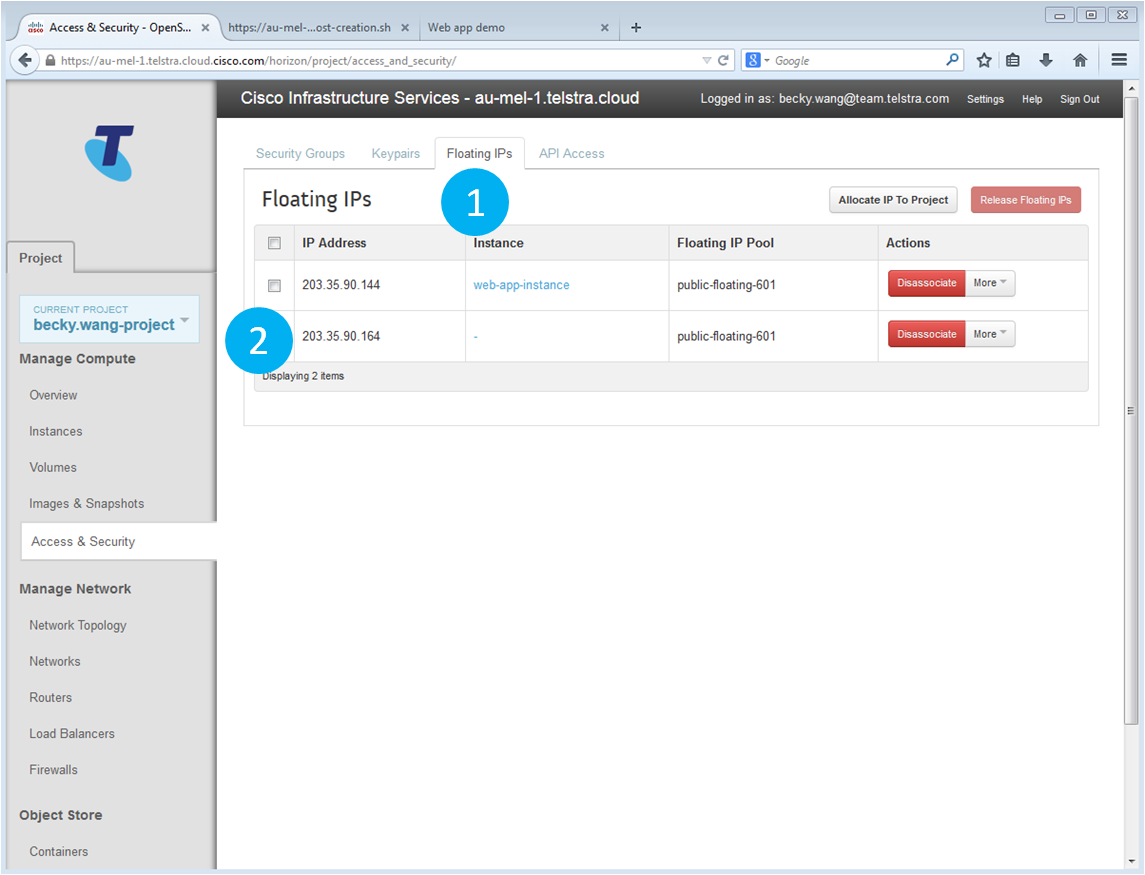 Access & Security - OpenS...
https://au-mel-...ost-creation.sh
Web app demo
https://au-mel-1.telstra.cloud.cisco.com/horizon/project/access_and_security/
Google
Cisco Infrastructure Services - au-mel-1.telstra.cloud
Logged in as: becky.wang@team.telstra.com
Settings
Help
Sign Out
Project
CURRENT PROJECT
becky.wang-project
Manage Compute
Overview
Instances
Volumes
Images & Snapshots
Access & Security
Manage Network
Network Topology
Networks
Routers
Load Balancers
Firewalls
Object Store
Containers
Security Groups
Keypairs
Floating IPs
API Access
1
Floating IPs
Allocate IP To Project
Release Floating IPs
IP Address Instance Floating IP Pool Actions
203.35.90.144 web-app-instance public-floating-601 Disassociate More
2
203.35.90.164 - public-floating-601 Disassociate More
Displaying 2 items